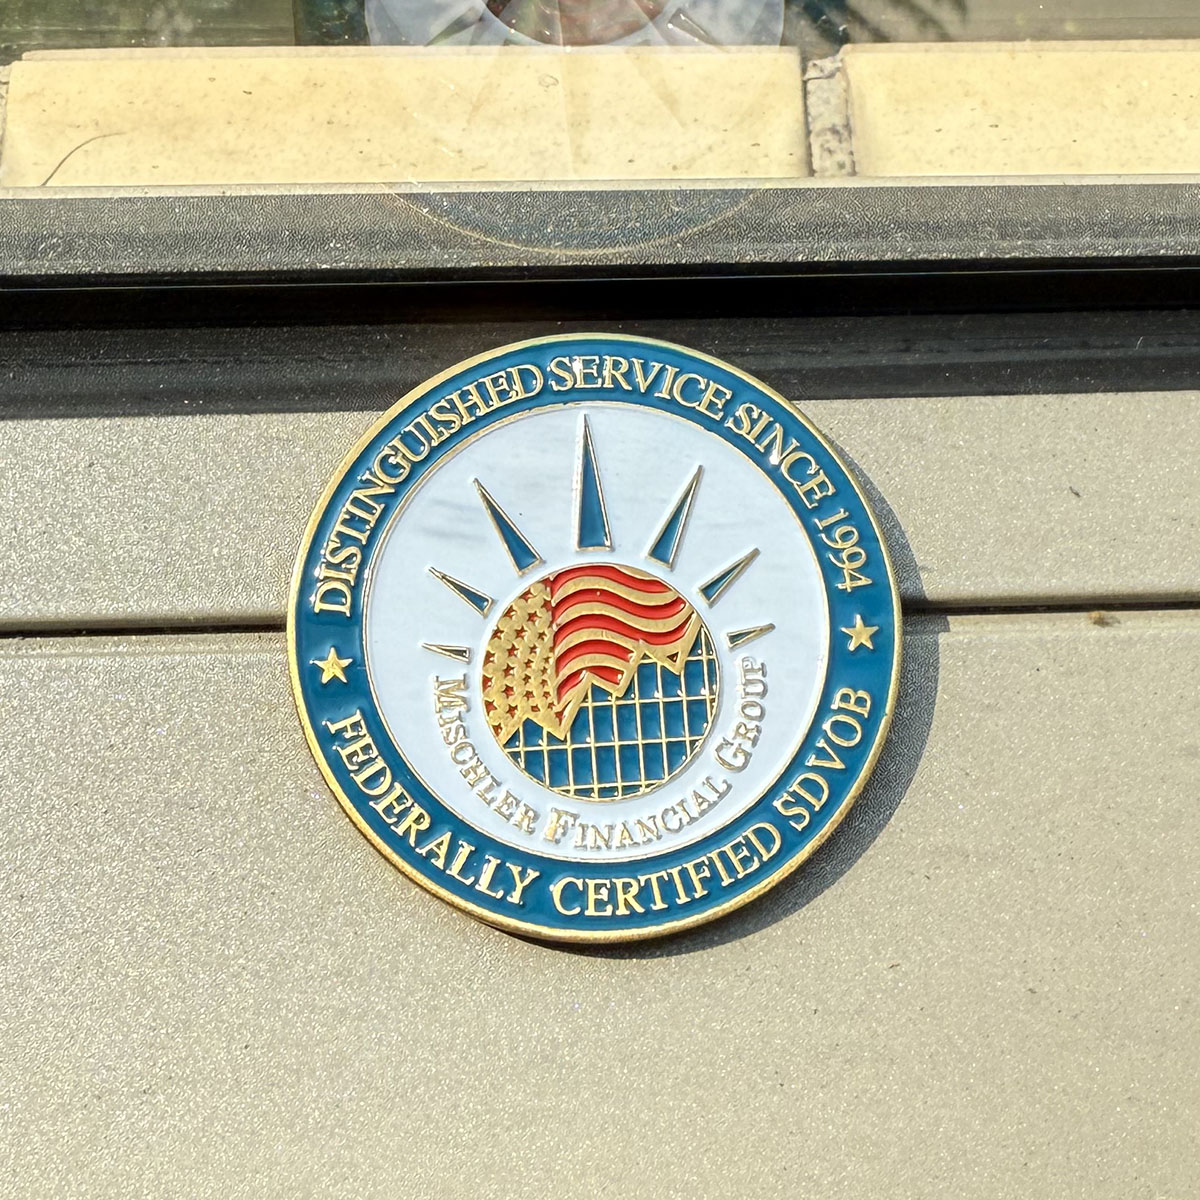 DISTINGUISHED SERVICE SINCE 1994
MISCHLER FINANCIAL GROUP
FEDERALLY CERTIFIED SDVOB